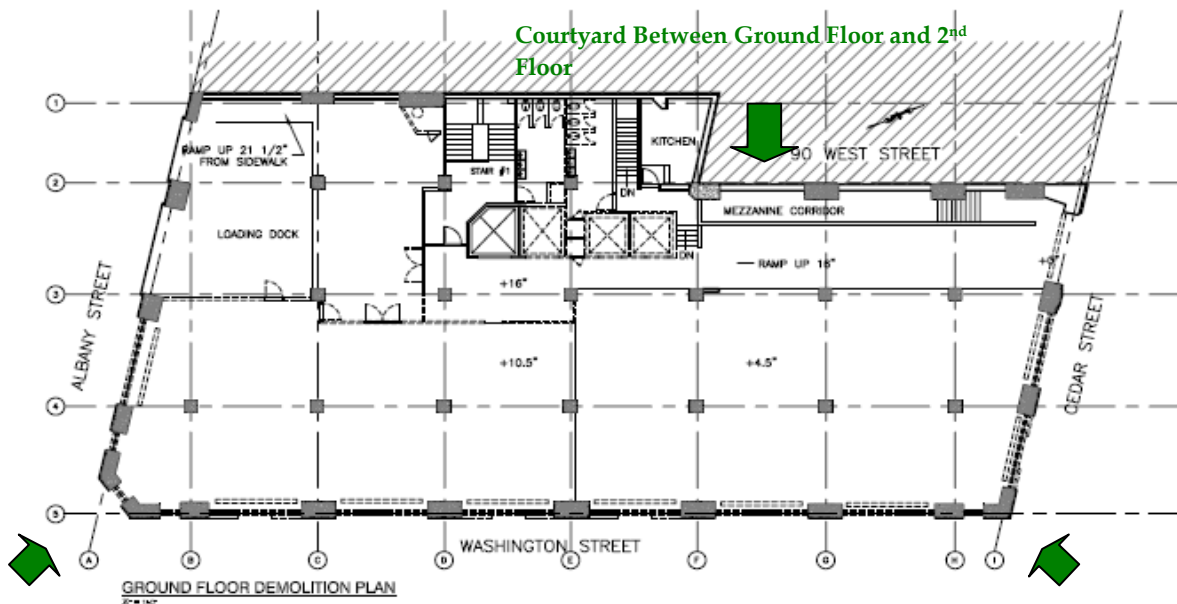 Courtyard Between Ground Floor and 2nd
Floor
1
RAMP UP 21 1/2"
FROM SIDEWALK
KITCHEN
90 WEST STREET
STAIR #1
2
DN
MEZZANINE CORRIDOR
LOADING DOCK
DN
RAMP UP 18"
3
+16"
ALBANY STREET
CEDAR STREET
+10.5"
+4.5"
4
5
WASHINGTON STREET
A
B
C
D
E
F
G
H
I
GROUND FLOOR DEMOLITION PLAN